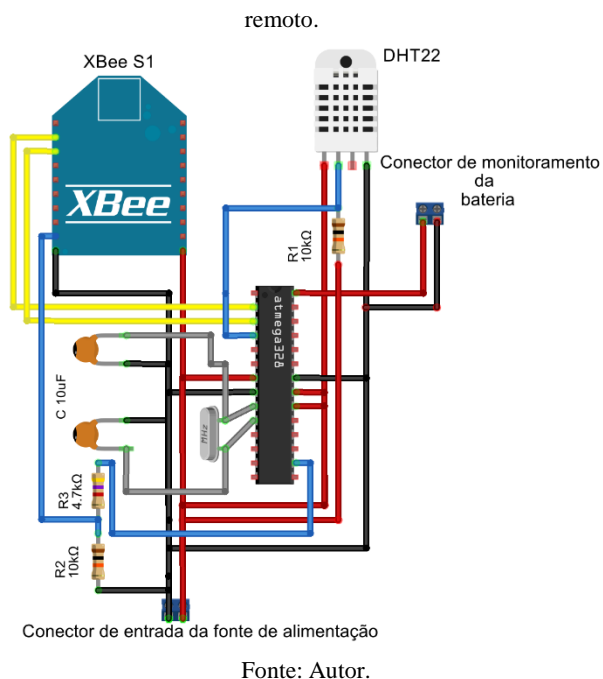 remoto.
XBee S1
DHT22
XBee
Conector de monitoramento
da
bateria
R1
10kΩ
atmega328
C 10uF
MHz
R3
4.7kΩ
R2
10kΩ
Conector de entrada da fonte de alimentação
Fonte: Autor.